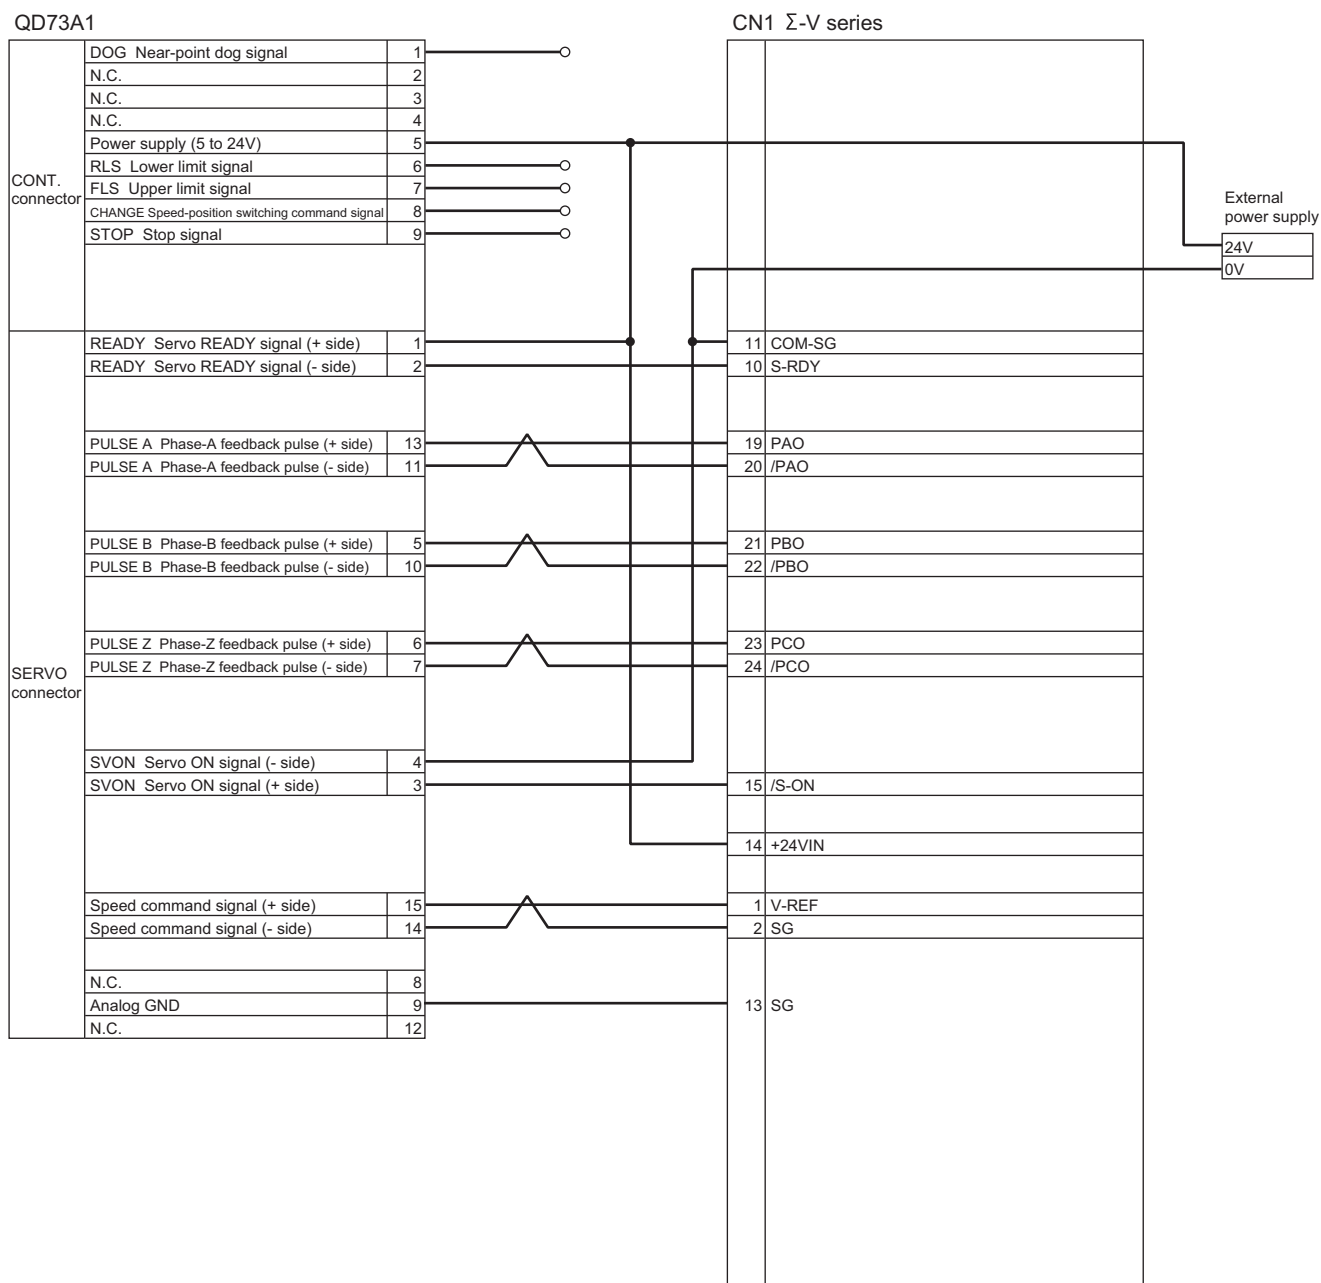 QD73A1
CN1 Σ-V series
DOG Near-point dog signal 1
N.C. 2
N.C. 3
N.C. 4
Power supply (5 to 24V) 5
RLS Lower limit signal 6
CONT.
connector
FLS Upper limit signal 7
CHANGE Speed-position switching command signal 8
STOP Stop signal 9
External
power supply
24V
0V
READY Servo READY signal (+ side) 1 11 COM-SG
READY Servo READY signal (- side) 2 10 S-RDY
PULSE A Phase-A feedback pulse (+ side) 13 19 PAO
PULSE A Phase-A feedback pulse (- side) 11 20 /PAO
PULSE B Phase-B feedback pulse (+ side) 5 21 PBO
PULSE B Phase-B feedback pulse (- side) 10 22 /PBO
PULSE Z Phase-Z feedback pulse (+ side) 6 23 PCO
PULSE Z Phase-Z feedback pulse (- side) 7 24 /PCO
SERVO
connector
SVON Servo ON signal (- side) 4
SVON Servo ON signal (+ side) 3 15 /S-ON
14 +24VIN
Speed command signal (+ side) 15 1 V-REF
Speed command signal (- side) 14 2 SG
N.C. 8
Analog GND 9 13 SG
N.C. 12